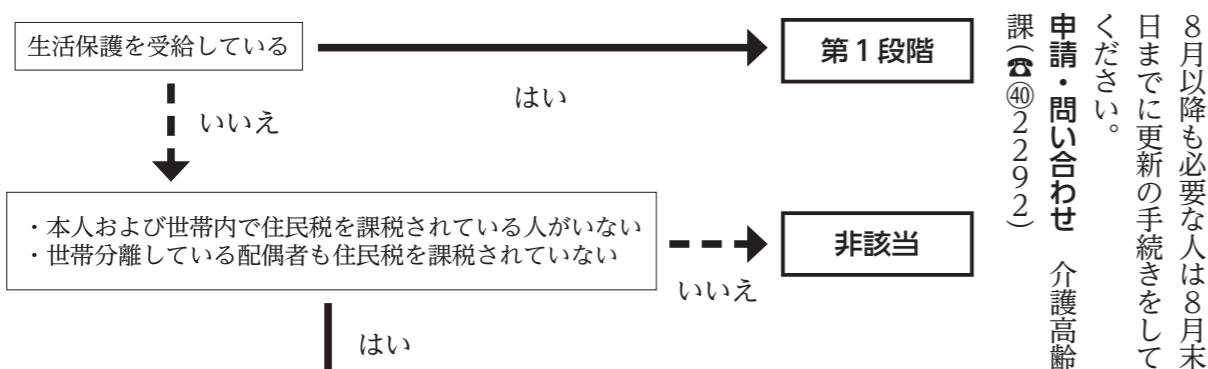 生活保護を受給している
第１段階
はい
いいえ
・本人および世帯内で住民税を課税されている人がいない
・世帯分離している配偶者も住民税を課税されていない
非該当
いいえ
はい
８月以降も必要な人は８月末
日までに更新の手続きをして
ください。
申請・問い合わせ　介護高齢
課（☎㊵２２９２）